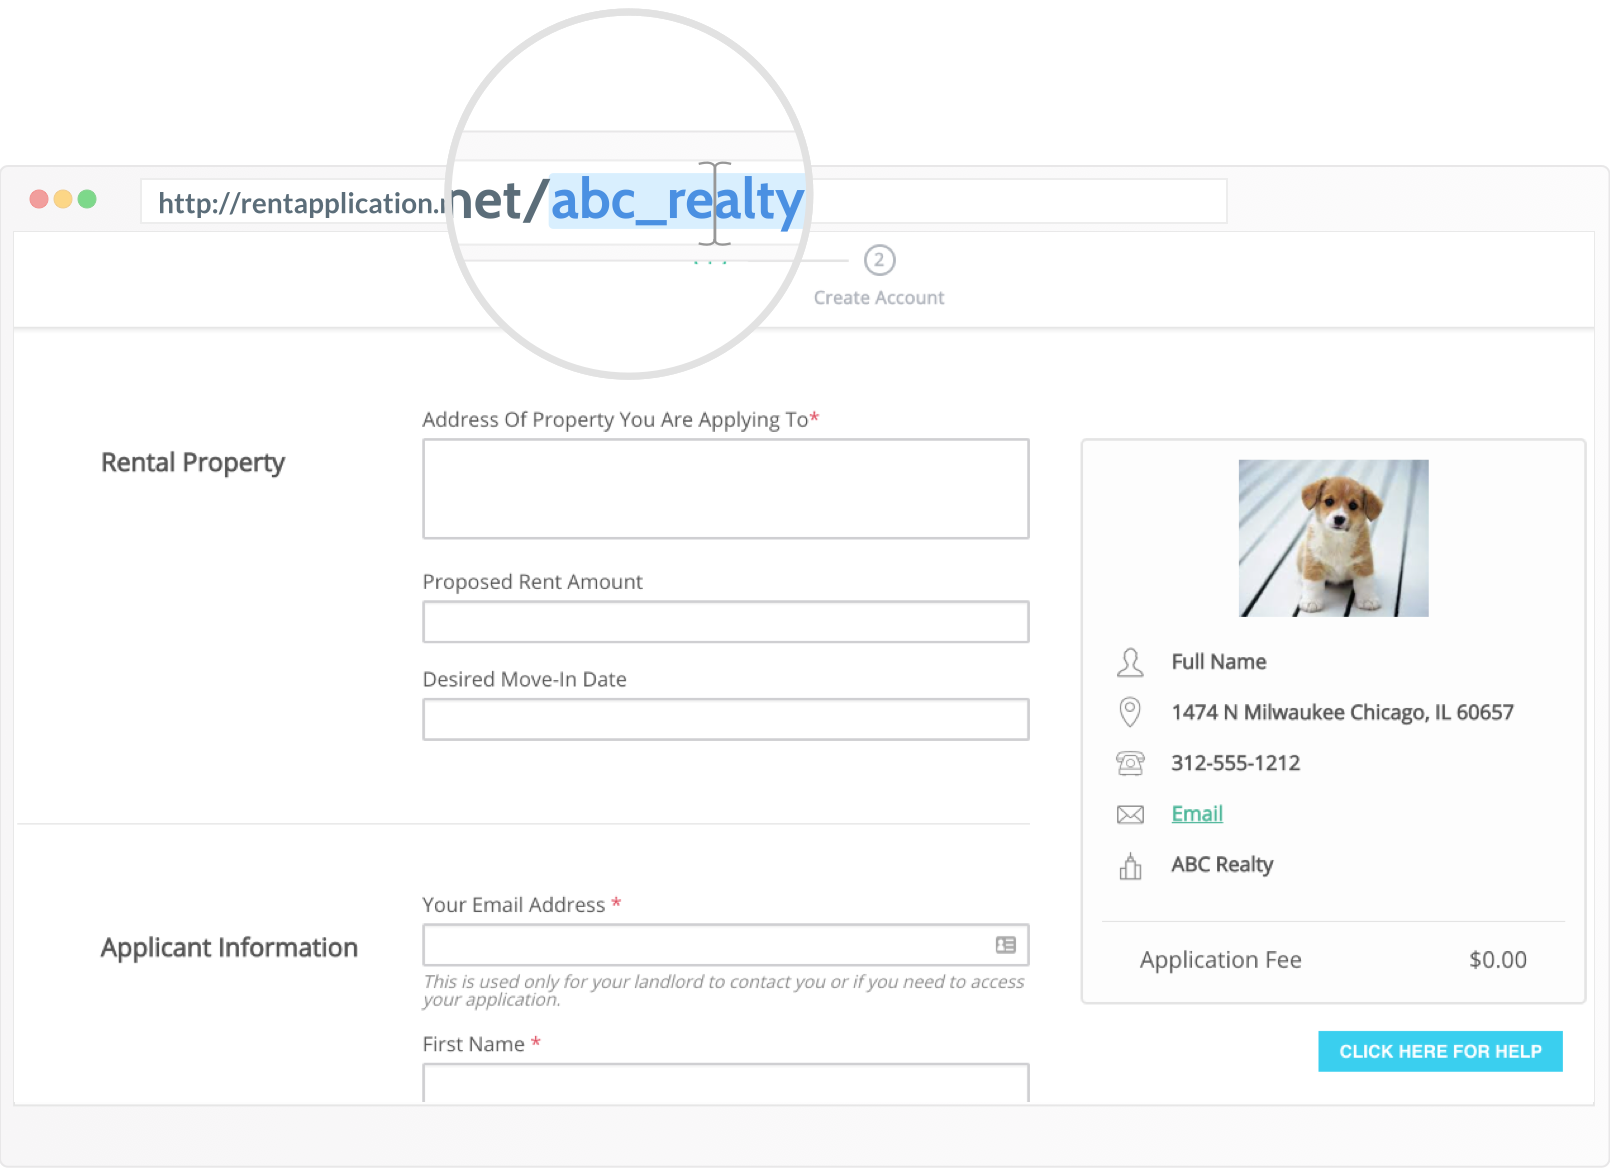 http://rentapplication.net/abc_realty
2
Create Account
Address Of Property You Are Applying To*
Rental Property
Proposed Rent Amount
Desired Move-In Date
Full Name
1474 N Milwaukee Chicago, IL 60657
312-555-1212
Email
ABC Realty
Application Fee $0.00
CLICK HERE FOR HELP
Your Email Address *
Applicant Information
This is used only for your landlord to contact you or if you need to access
your application.
First Name *